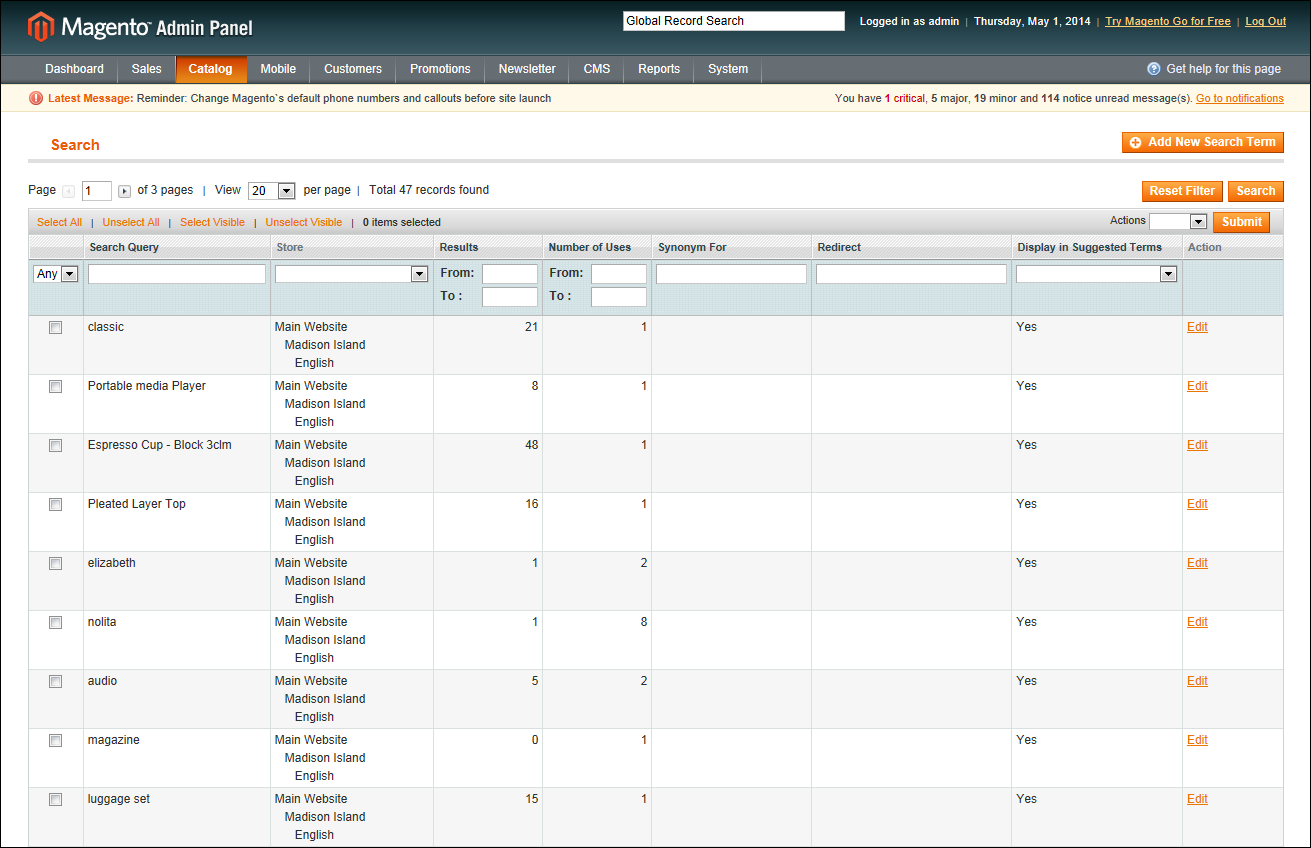 Magento™ Admin Panel
Global Record Search
Logged in as admin | Thursday, May 1, 2014 | Try Magento Go for Free | Log Out
Dashboard Sales Catalog Mobile Customers Promotions Newsletter CMS Reports System Get help for this page
Latest Message: Reminder: Change Magento`s default phone numbers and callouts before site launch You have 1 critical, 5 major, 19 minor and 114 notice unread message(s). Go to notifications
Search Add New Search Term
Page 1 of 3 pages | View 20 per page | Total 47 records found Reset Filter Search
Select All | Unselect All | Select Visible | Unselect Visible | 0 items selected Actions Submit
Search Query Store Results Number of Uses Synonym For Redirect Display in Suggested Terms Action
Any From: From:
To : To :
classic Main Website 21 1 Yes Edit
Madison Island
English
Portable media Player Main Website 8 1 Yes Edit
Madison Island
English
Espresso Cup - Block 3clm Main Website 48 1 Yes Edit
Madison Island
English
Pleated Layer Top Main Website 16 1 Yes Edit
Madison Island
English
elizabeth Main Website 1 2 Yes Edit
Madison Island
English
nolita Main Website 1 8 Yes Edit
Madison Island
English
audio Main Website 5 2 Yes Edit
Madison Island
English
magazine Main Website 0 1 Yes Edit
Madison Island
English
luggage set Main Website 15 1 Yes Edit
Madison Island
English